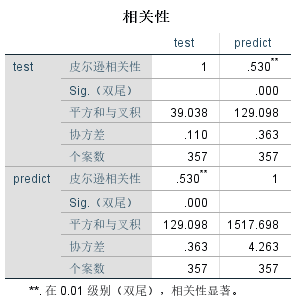 相关性
test predict
test 皮尔逊相关性 1 .530**
Sig.（双尾） .000
平方和与叉积 39.038 129.098
协方差 .110 .363
个案数 357 357
predict 皮尔逊相关性 .530** 1
Sig.（双尾） .000
平方和与叉积 129.098 1517.698
协方差 .363 4.263
个案数 357 357
**. 在 0.01 级别（双尾），相关性显著。